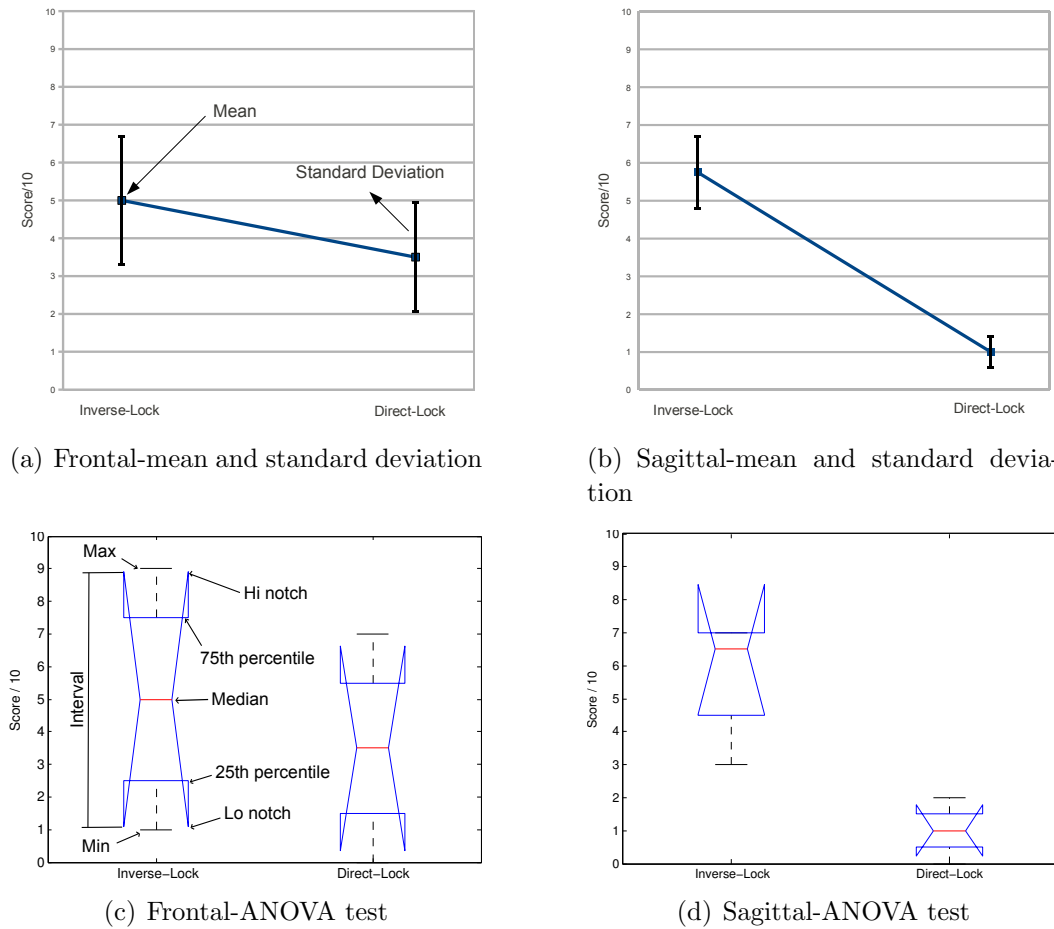 10
9
8
7
6
5
4
3
2
1
0
Score/10
Mean
Standard Deviation
Inverse-Lock
Direct-Lock
(a) Frontal-mean and standard deviation
10
9
8
7
6
5
4
3
2
1
0
Score/10
Inverse-Lock
Direct-Lock
(b) Sagittal-mean and standard devia-
tion
10
9
8
7
6
5
4
3
2
1
0
Score / 10
Max
Hi notch
75th percentile
Interval
Median
25th percentile
Lo notch
Min
Inverse–Lock
Direct–Lock
(c) Frontal-ANOVA test
10
9
8
7
6
5
4
3
2
1
0
Score / 10
Inverse–Lock
Direct–Lock
(d) Sagittal-ANOVA test